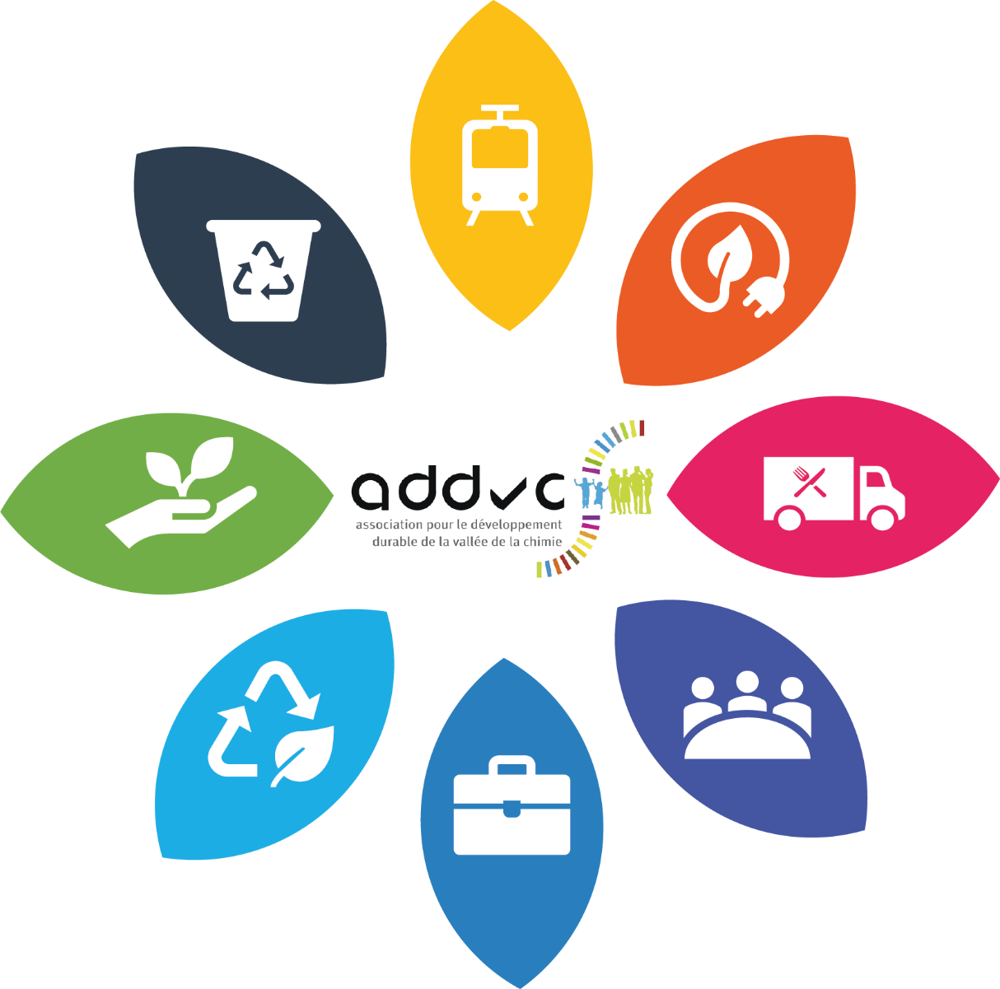 addvc
association pour le développement
durable de la vallée de la chimie